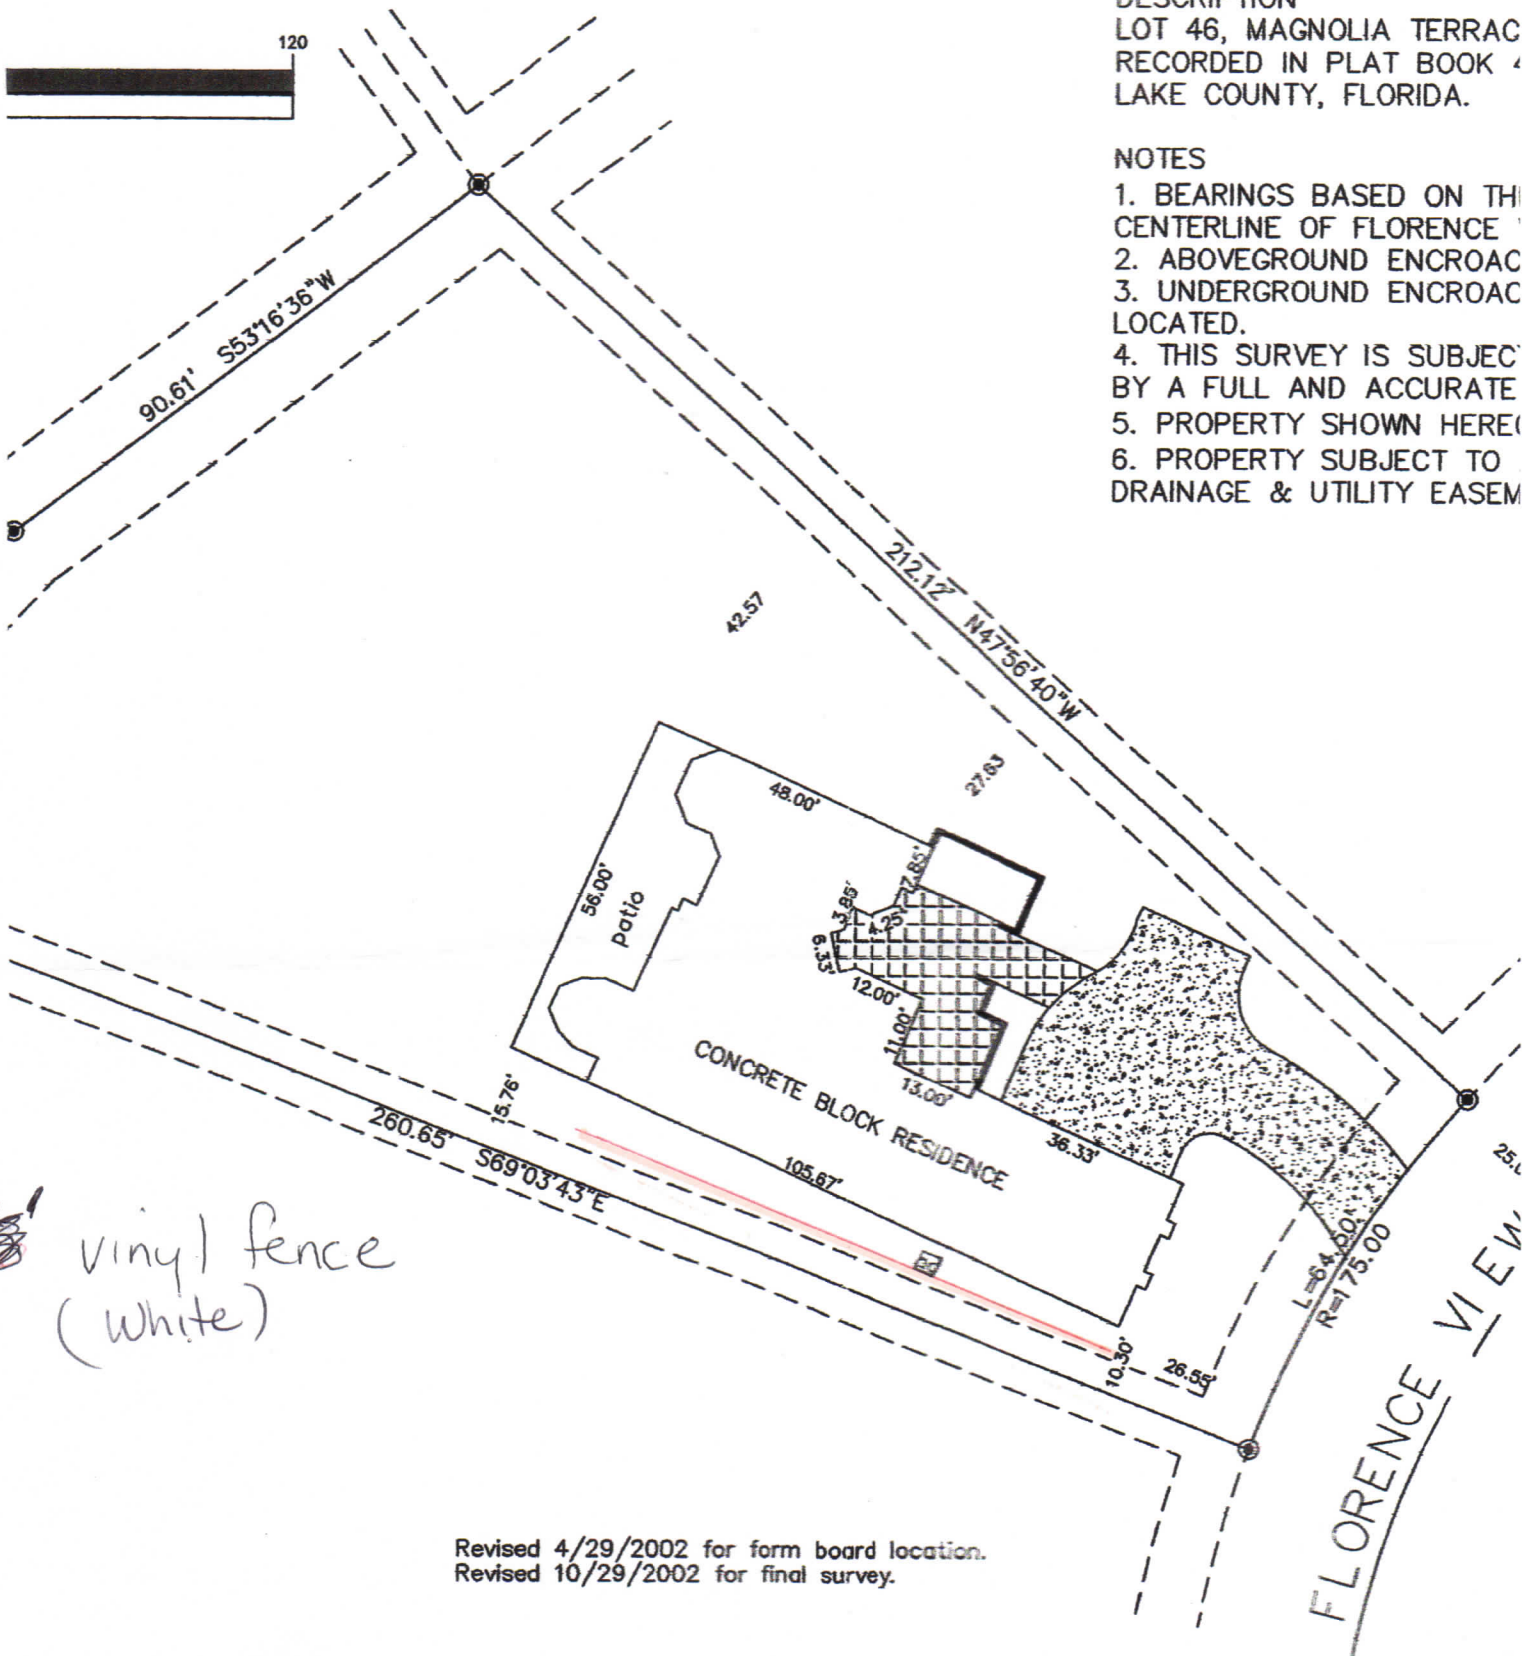 120
DESCRIPTION
LOT 46, MAGNOLIA TERRAC
RECORDED IN PLAT BOOK
LAKE COUNTY, FLORIDA.
NOTES
1. BEARINGS BASED ON TH
CENTERLINE OF FLORENCE
2. ABOVEGROUND ENCROAC
3. UNDERGROUND ENCROAC
LOCATED.
4. THIS SURVEY IS SUBJEC
BY A FULL AND ACCURATE
5. PROPERTY SHOWN HERE
6. PROPERTY SUBJECT TO
DRAINAGE & UTILITY EASEM
90.61' S53°16'36"W
212.12' N47°56'40"W
42.57
27.63
48.00'
56.00'
patio
7.85'
3.85'
4.25'
6.33'
12.00'
11.00'
13.00'
CONCRETE BLOCK RESIDENCE
36.33'
105.67'
15.76'
260.65' S69°03'43"E
10.30'
26.55'
L=64.50'
R=175.00
25.0
FLORENCE VIEW
vinyl fence
(white)
Revised 4/29/2002 for form board location.
Revised 10/29/2002 for final survey.